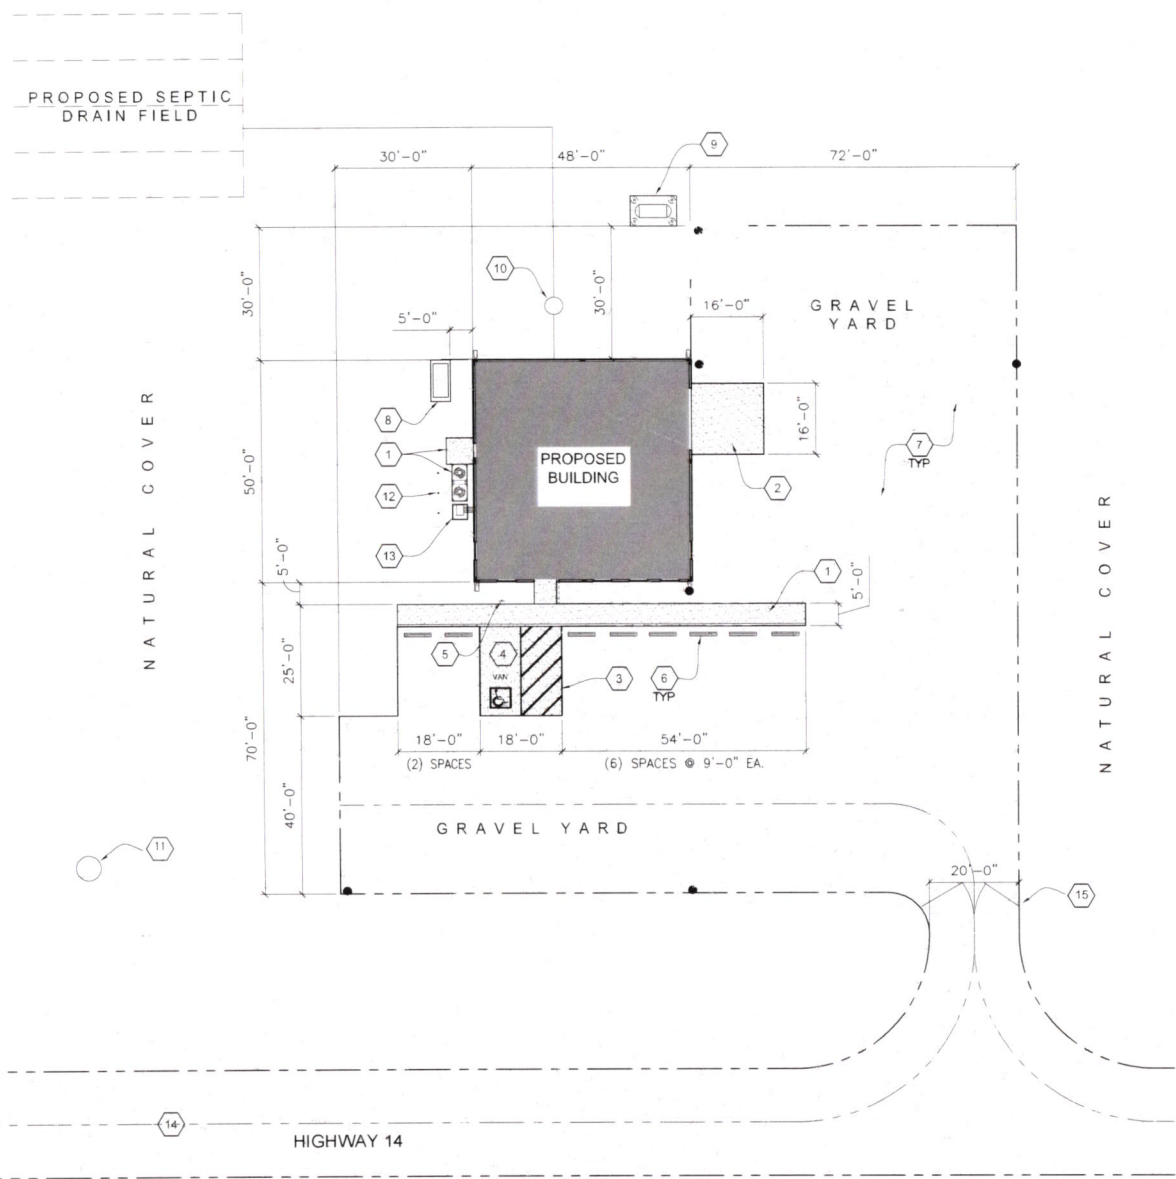 PROPOSED SEPTIC
DRAIN FIELD
30'-0"
48'-0"
72'-0"
9
10
30'-0"
30'-0"
16'-0"
GRAVEL
YARD
5'-0"
8
1
12
13
50'-0"
PROPOSED
BUILDING
16'-0"
2
7
TYP
NATURAL COVER
NATURAL COVER
5'-0"
1
5'-0"
25'-0"
5
4
VAN
3
6
TYP
70'-0"
18'-0"
18'-0"
54'-0"
(2) SPACES
(6) SPACES @ 9'-0" EA.
40'-0"
GRAVEL YARD
11
20'-0"
15
14
HIGHWAY 14